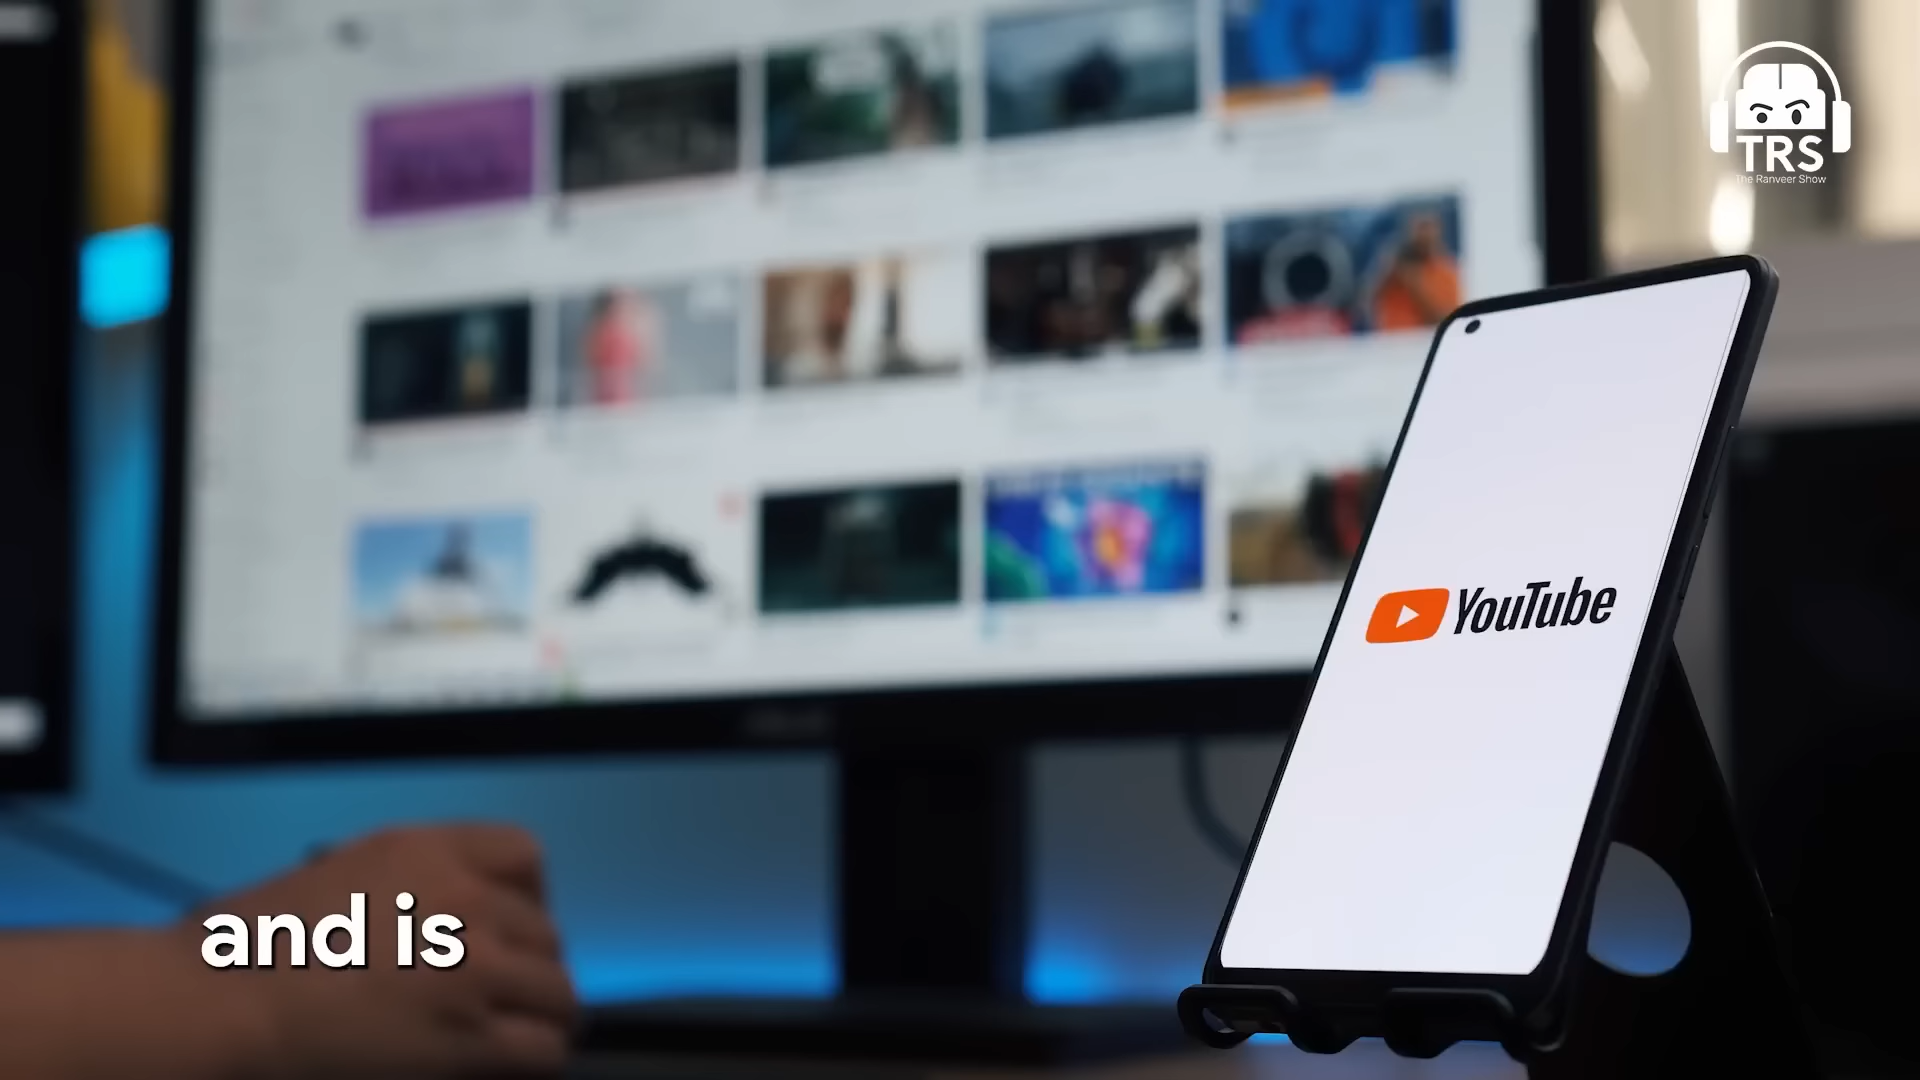 TRS
The Ranveer Show
YouTube
and is